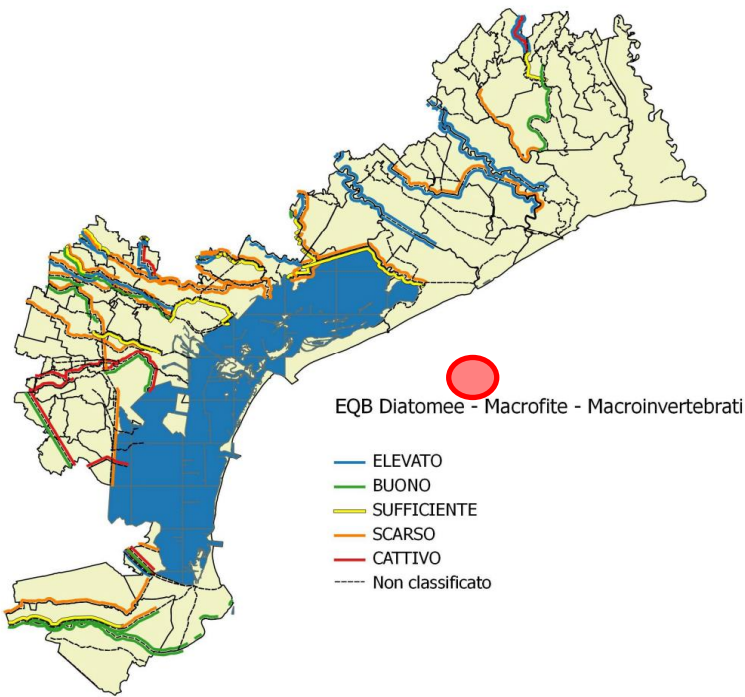 EQB Diatomee - Macrofite - Macroinvertebrati
ELEVATO
BUONO
SUFFICIENTE
SCARSO
CATTIVO
Non classificato